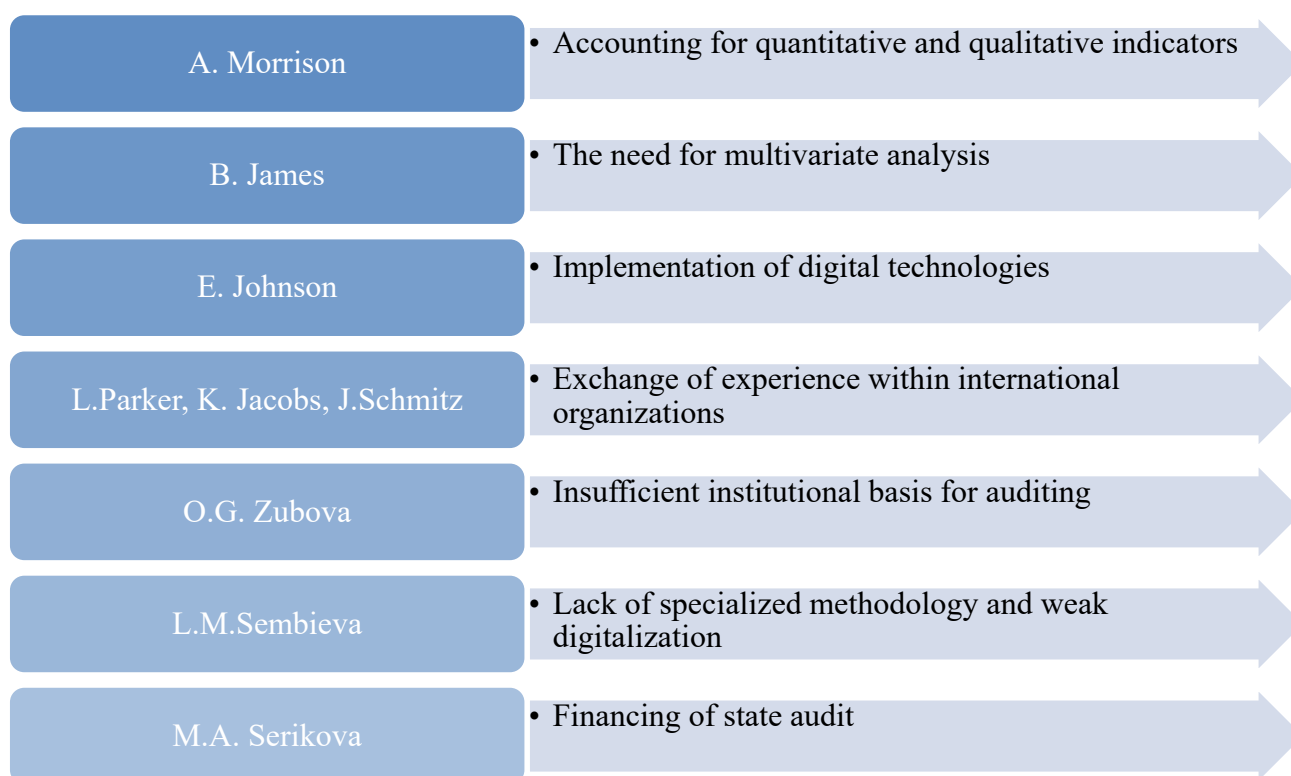 A. Morrison
• Accounting for quantitative and qualitative indicators
B. James
• The need for multivariate analysis
E. Johnson
• Implementation of digital technologies
L.Parker, K. Jacobs, J.Schmitz
• Exchange of experience within international
organizations
O.G. Zubova
• Insufficient institutional basis for auditing
L.M.Sembieva
• Lack of specialized methodology and weak
digitalization
M.A. Serikova
• Financing of state audit